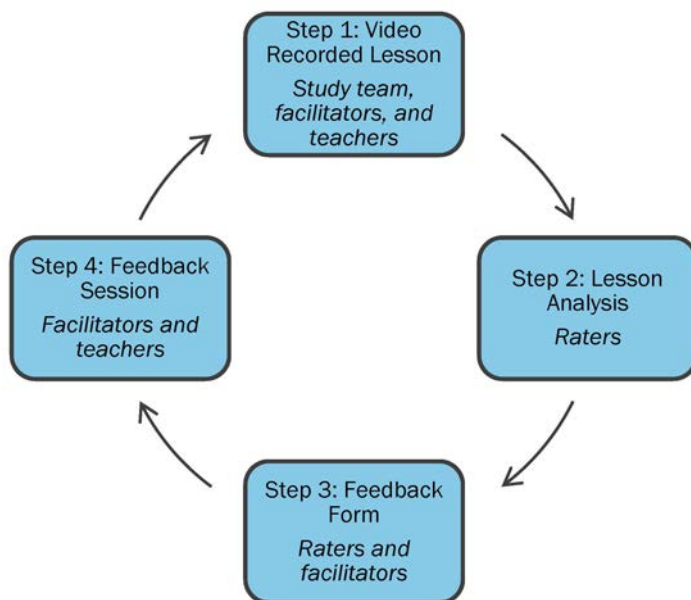 Step 1: Video
Recorded Lesson
Study team,
facilitators, and
teachers
Step 2: Lesson
Analysis
Raters
Step 3: Feedback
Form
Raters and
facilitators
Step 4: Feedback
Session
Facilitators and
teachers